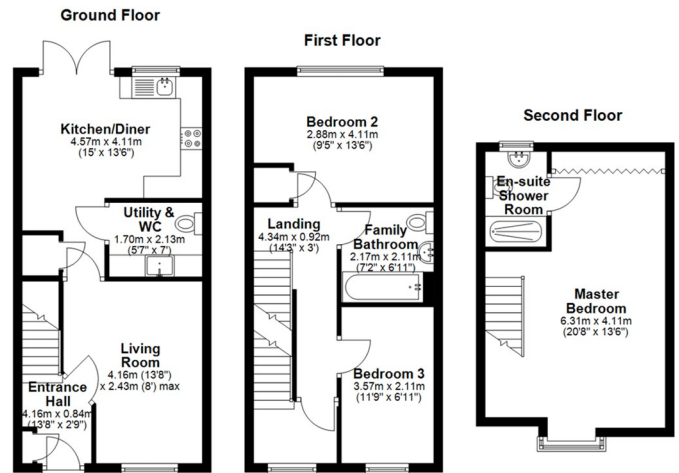 Ground Floor
Kitchen/Diner
4.57m x 4.11m
(15' x 13'6")
Utility &
WC
1.70m x 2.13m
(5'7" x 7')
Living
Room
4.16m (13'8")
x 2.43m (8') max
Entrance
Hall
4.16m x 0.84m
(13'8" x 2'9")
First Floor
Bedroom 2
2.88m x 4.11m
(9'5" x 13'6")
Landing
4.34m x 0.92m
(14'3" x 3')
Family
Bathroom
2.17m x 2.11m
(7'2" x 6'11")
Bedroom 3
3.57m x 2.11m
(11'9" x 6'11")
Second Floor
En-suite
Shower
Room
Master
Bedroom
6.31m x 4.11m
(20'8" x 13'6")